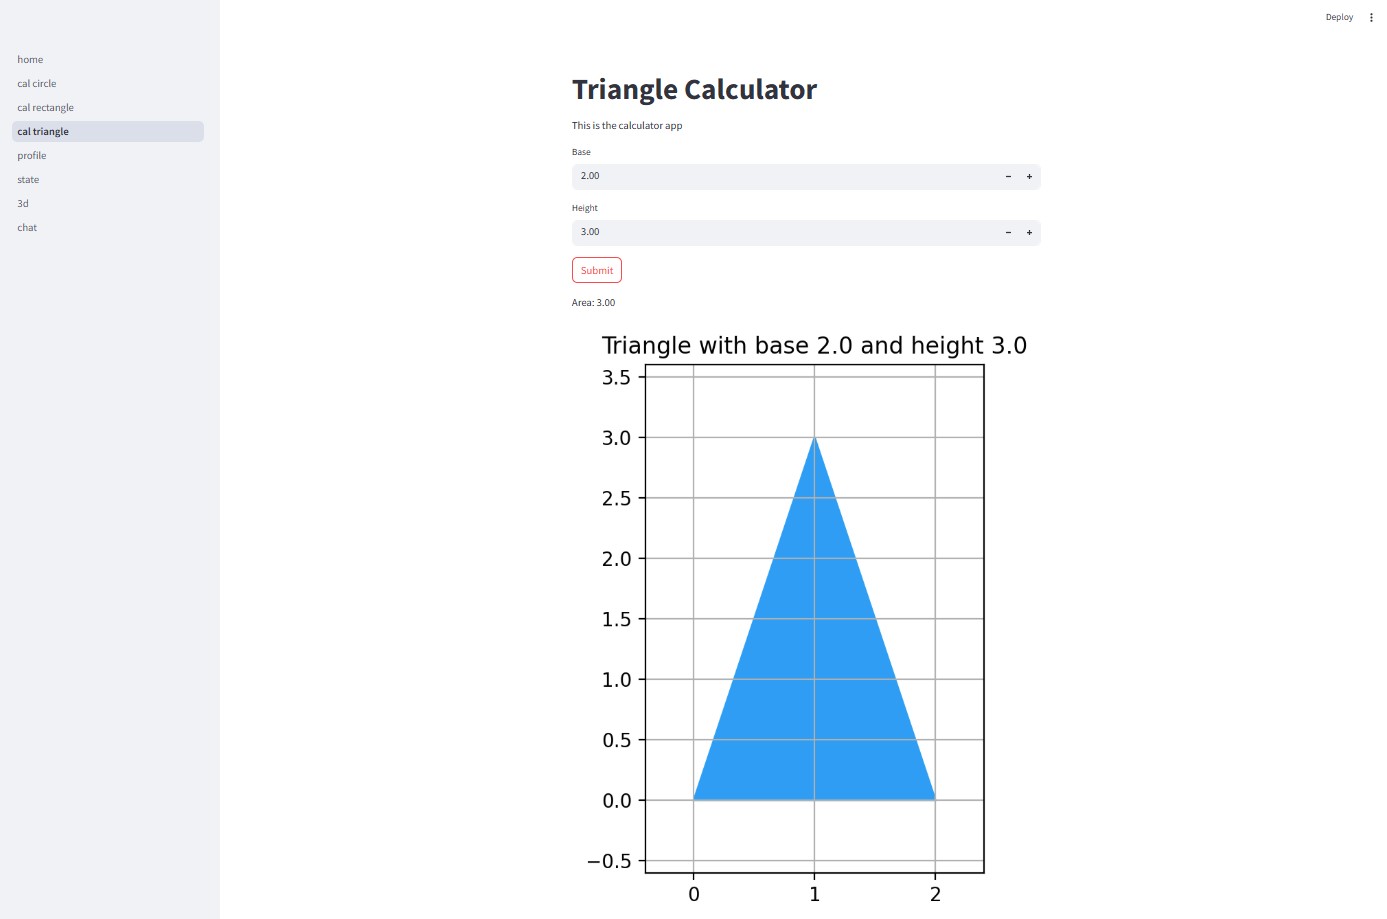 Deploy
home
cal circle
cal rectangle
cal triangle
profile
state
3d
chat
Triangle Calculator
This is the calculator app
Base
2.00
Height
3.00
Submit
Area: 3.00
Triangle with base 2.0 and height 3.0
3.5
3.0
2.5
2.0
1.5
1.0
0.5
0.0
−0.5
0 1 2